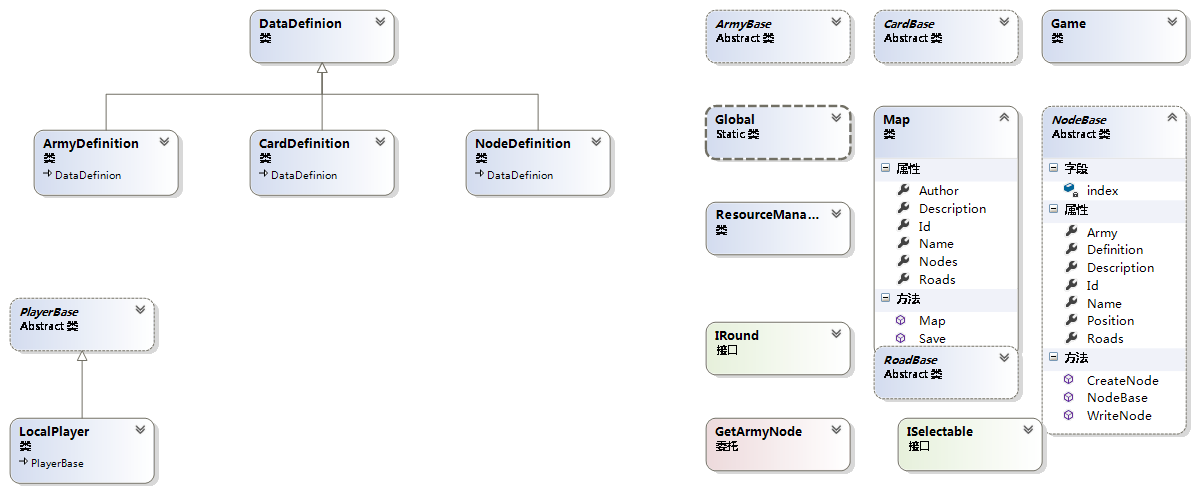 DataDefinion
类
ArmyDefinition
类
DataDefinion
CardDefinition
类
DataDefinion
NodeDefinition
类
DataDefinion
PlayerBase
Abstract 类
LocalPlayer
类
PlayerBase
ArmyBase
Abstract 类
CardBase
Abstract 类
Game
类
Global
Static 类
ResourceMana...
类
IRound
接口
GetArmyNode
委托
Map
类
属性
Author
Description
Id
Name
Nodes
Roads
方法
Map
Save
RoadBase
Abstract 类
ISelectable
接口
NodeBase
Abstract 类
字段
index
属性
Army
Definition
Description
Id
Name
Position
Roads
方法
CreateNode
NodeBase
WriteNode